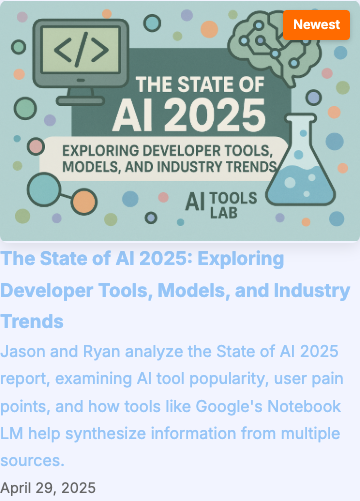 Newest
</>
THE STATE OF
AI 2025
EXPLORING DEVELOPER TOOLS,
MODELS, AND INDUSTRY TRENDS
AI TOOLS
LAB
The State of AI 2025: Exploring
Developer Tools, Models, and Industry
Trends
Jason and Ryan analyze the State of AI 2025
report, examining AI tool popularity, user pain
points, and how tools like Google's Notebook
LM help synthesize information from multiple
sources.
April 29, 2025